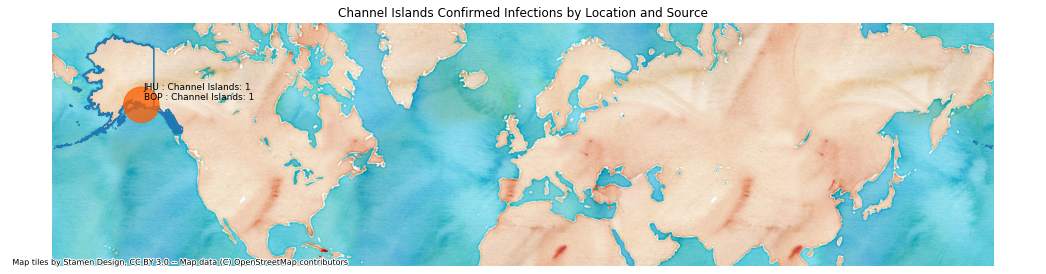 Channel Islands Confirmed Infections by Location and Source
JHU : Channel Islands: 1
BOP : Channel Islands: 1
Map tiles by Stamen Design, CC BY 3.0 -- Map data (C) OpenStreetMap contributors